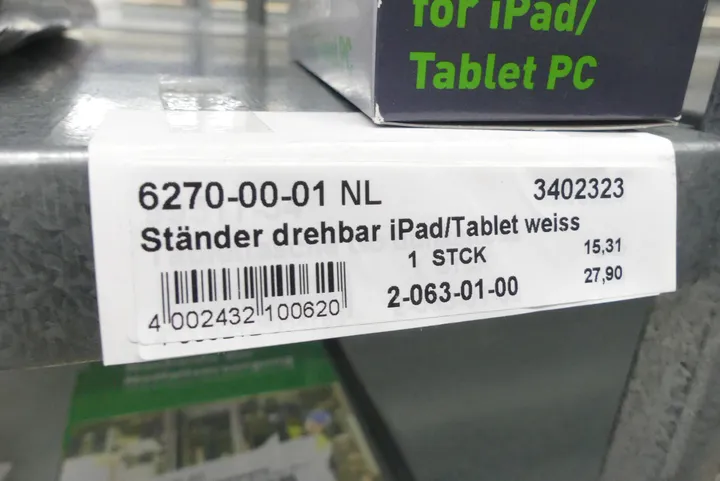 for iPad/
Tablet PC
6270-00-01 NL 3402323
Ständer drehbar iPad/Tablet weiss
1 STCK 15,31
2-063-01-00 27,90
4 002432 100620